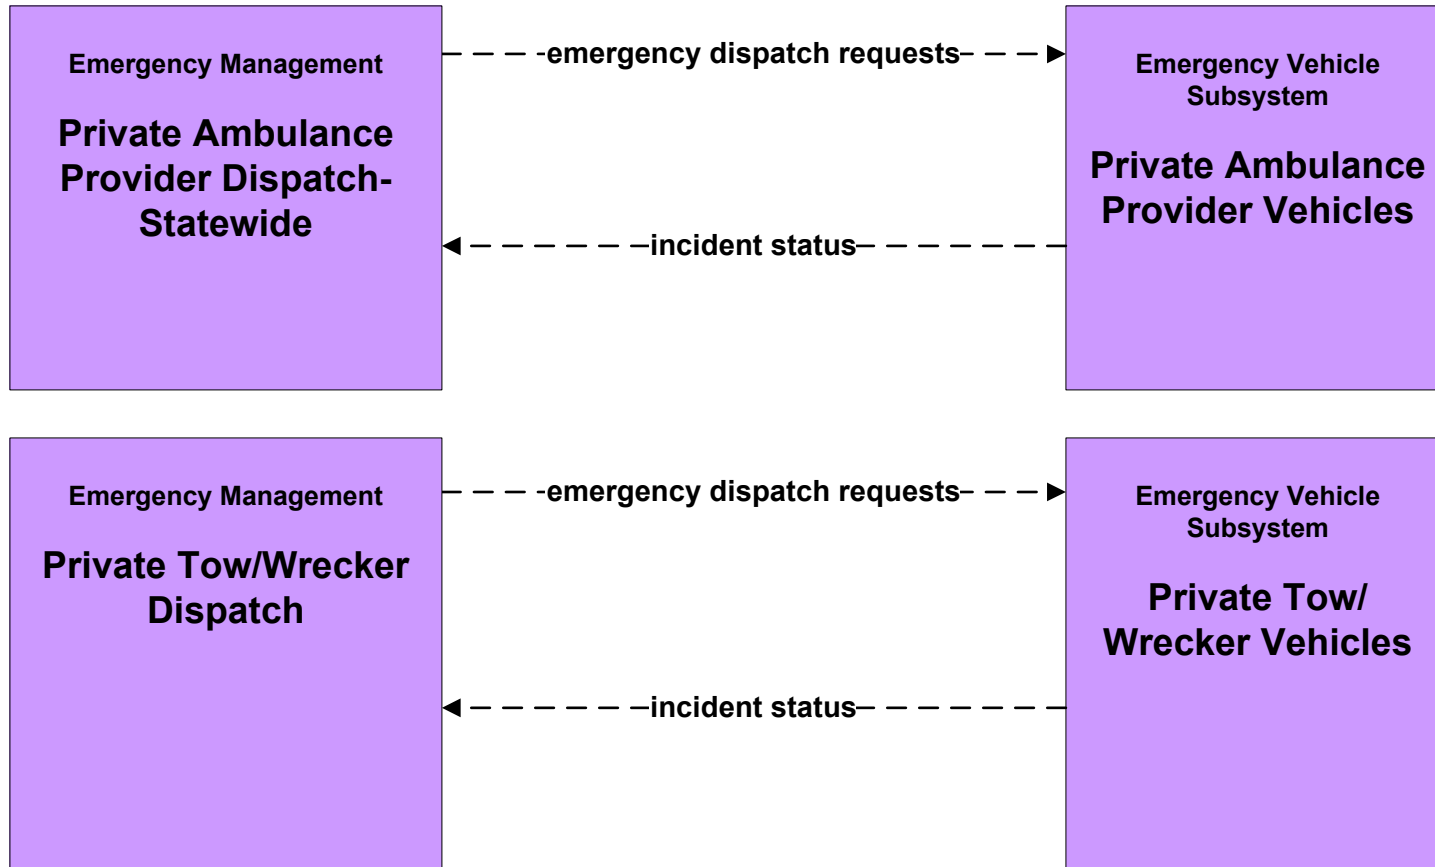 Emergency Management
Private Ambulance
Provider Dispatch-
Statewide
emergency dispatch requests
incident status
Emergency Vehicle
Subsystem
Private Ambulance
Provider Vehicles
Emergency Management
Private Tow/Wrecker
Dispatch
emergency dispatch requests
incident status
Emergency Vehicle
Subsystem
Private Tow/
Wrecker Vehicles